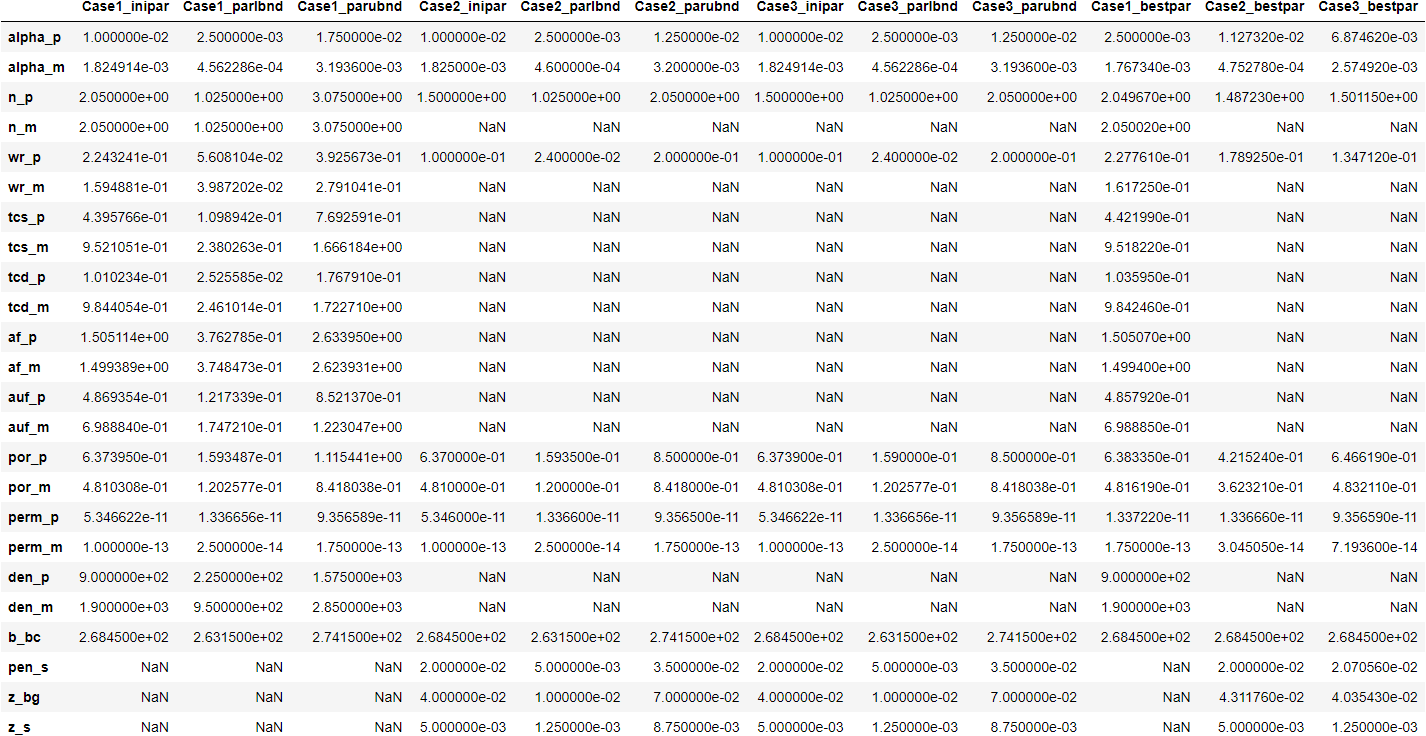 Case1_inipar Case1_parlbnd Case1_parubnd Case2_inipar Case2_parlbnd Case2_parubnd Case3_inipar Case3_parlbnd Case3_parubnd Case1_bestpar Case2_bestpar Case3_bestpar
alpha_p 1.000000e-02 2.500000e-03 1.750000e-02 1.000000e-02 2.500000e-03 1.250000e-02 1.000000e-02 2.500000e-03 1.250000e-02 2.500000e-03 1.127320e-02 6.874620e-03
alpha_m 1.824914e-03 4.562286e-04 3.193600e-03 1.825000e-03 4.600000e-04 3.200000e-03 1.824914e-03 4.562286e-04 3.193600e-03 1.767340e-03 4.752780e-04 2.574920e-03
n_p 2.050000e+00 1.025000e+00 3.075000e+00 1.500000e+00 1.025000e+00 2.050000e+00 1.500000e+00 1.025000e+00 2.050000e+00 2.049670e+00 1.487230e+00 1.501150e+00
n_m 2.050000e+00 1.025000e+00 3.075000e+00 NaN NaN NaN NaN NaN NaN 2.050020e+00 NaN NaN
wr_p 2.243241e-01 5.608104e-02 3.925673e-01 1.000000e-01 2.400000e-02 2.000000e-01 1.000000e-01 2.400000e-02 2.000000e-01 2.277610e-01 1.789250e-01 1.347120e-01
wr_m 1.594881e-01 3.987202e-02 2.791041e-01 NaN NaN NaN NaN NaN NaN 1.617250e-01 NaN NaN
tcs_p 4.395766e-01 1.098942e-01 7.692591e-01 NaN NaN NaN NaN NaN NaN 4.421990e-01 NaN NaN
tcs_m 9.521051e-01 2.380263e-01 1.666184e+00 NaN NaN NaN NaN NaN NaN 9.518220e-01 NaN NaN
tcd_p 1.010234e-01 2.525585e-02 1.767910e-01 NaN NaN NaN NaN NaN NaN 1.035950e-01 NaN NaN
tcd_m 9.844054e-01 2.461014e-01 1.722710e+00 NaN NaN NaN NaN NaN NaN 9.842460e-01 NaN NaN
af_p 1.505114e+00 3.762785e-01 2.633950e+00 NaN NaN NaN NaN NaN NaN 1.505070e+00 NaN NaN
af_m 1.499389e+00 3.748473e-01 2.623931e+00 NaN NaN NaN NaN NaN NaN 1.499400e+00 NaN NaN
auf_p 4.869354e-01 1.217339e-01 8.521370e-01 NaN NaN NaN NaN NaN NaN 4.857920e-01 NaN NaN
auf_m 6.988840e-01 1.747210e-01 1.223047e+00 NaN NaN NaN NaN NaN NaN 6.988850e-01 NaN NaN
por_p 6.373950e-01 1.593487e-01 1.115441e+00 6.370000e-01 1.593500e-01 8.500000e-01 6.373900e-01 1.590000e-01 8.500000e-01 6.383350e-01 4.215240e-01 6.466190e-01
por_m 4.810308e-01 1.202577e-01 8.418038e-01 4.810000e-01 1.200000e-01 8.418000e-01 4.810308e-01 1.202577e-01 8.418038e-01 4.816190e-01 3.623210e-01 4.832110e-01
perm_p 5.346622e-11 1.336656e-11 9.356589e-11 5.346000e-11 1.336600e-11 9.356500e-11 5.346622e-11 1.336656e-11 9.356589e-11 1.337220e-11 1.336660e-11 9.356590e-11
perm_m 1.000000e-13 2.500000e-14 1.750000e-13 1.000000e-13 2.500000e-14 1.750000e-13 1.000000e-13 2.500000e-14 1.750000e-13 1.750000e-13 3.045050e-14 7.193600e-14
den_p 9.000000e+02 2.250000e+02 1.575000e+03 NaN NaN NaN NaN NaN NaN 9.000000e+02 NaN NaN
den_m 1.900000e+03 9.500000e+02 2.850000e+03 NaN NaN NaN NaN NaN NaN 1.900000e+03 NaN NaN
b_bc 2.684500e+02 2.631500e+02 2.741500e+02 2.684500e+02 2.631500e+02 2.741500e+02 2.684500e+02 2.631500e+02 2.741500e+02 2.684500e+02 2.684500e+02 2.684500e+02
pen_s NaN NaN NaN 2.000000e-02 5.000000e-03 3.500000e-02 2.000000e-02 5.000000e-03 3.500000e-02 NaN 2.000000e-02 2.070560e-02
z_bg NaN NaN NaN 4.000000e-02 1.000000e-02 7.000000e-02 4.000000e-02 1.000000e-02 7.000000e-02 NaN 4.311760e-02 4.035430e-02
z_s NaN NaN NaN 5.000000e-03 1.250000e-03 8.750000e-03 5.000000e-03 1.250000e-03 8.750000e-03 NaN 5.000000e-03 1.250000e-03